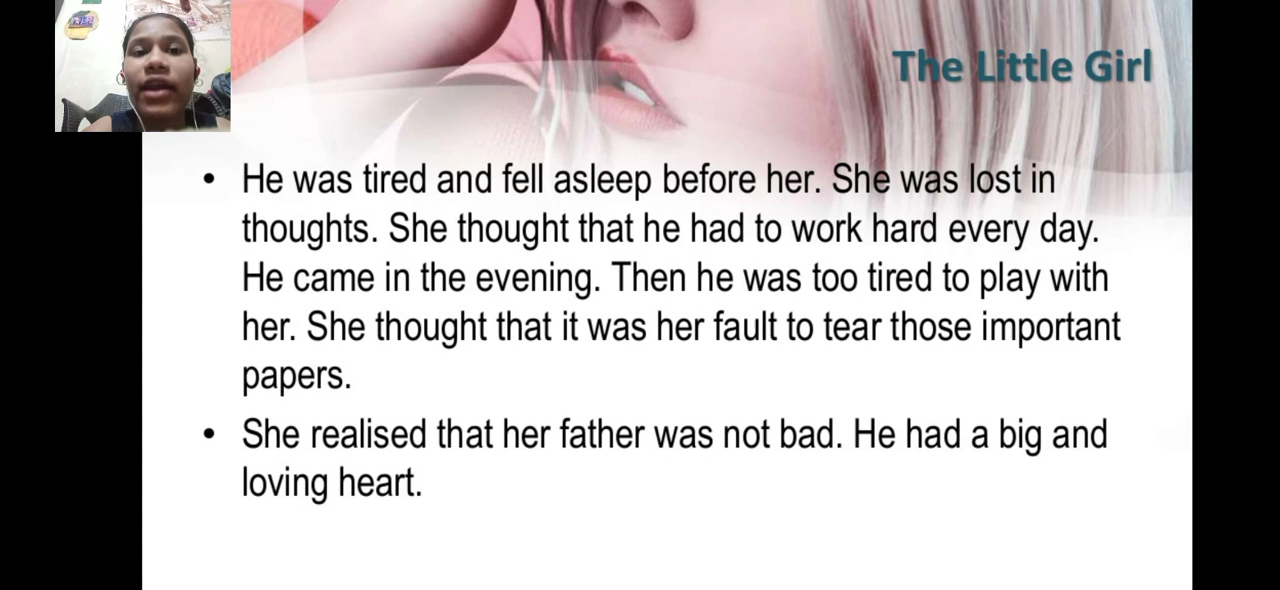 The Little Girl
• He was tired and fell asleep before her. She was lost in
thoughts. She thought that he had to work hard every day.
He came in the evening. Then he was too tired to play with
her. She thought that it was her fault to tear those important
papers.
• She realised that her father was not bad. He had a big and
loving heart.